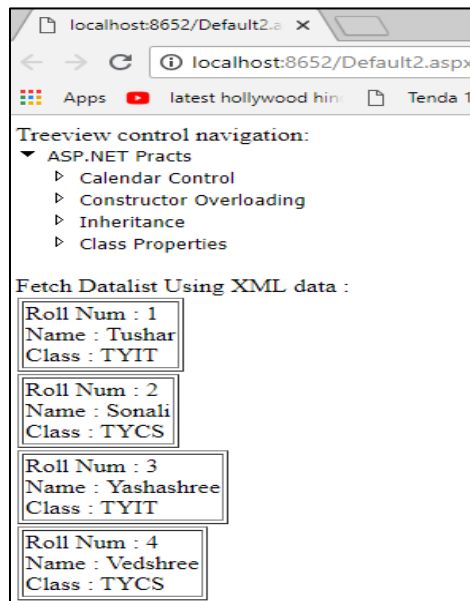 localhost:8652/Default2.a
localhost:8652/Default2.aspx
Apps latest hollywood hin Tenda 1
Treeview control navigation:
ASP.NET Practs
Calendar Control
Constructor Overloading
Inheritance
Class Properties
Fetch Datalist Using XML data :
Roll Num : 1
Name : Tushar
Class : TYIT
Roll Num : 2
Name : Sonali
Class : TYCS
Roll Num : 3
Name : Yashashree
Class : TYIT
Roll Num : 4
Name : Vedshree
Class : TYCS